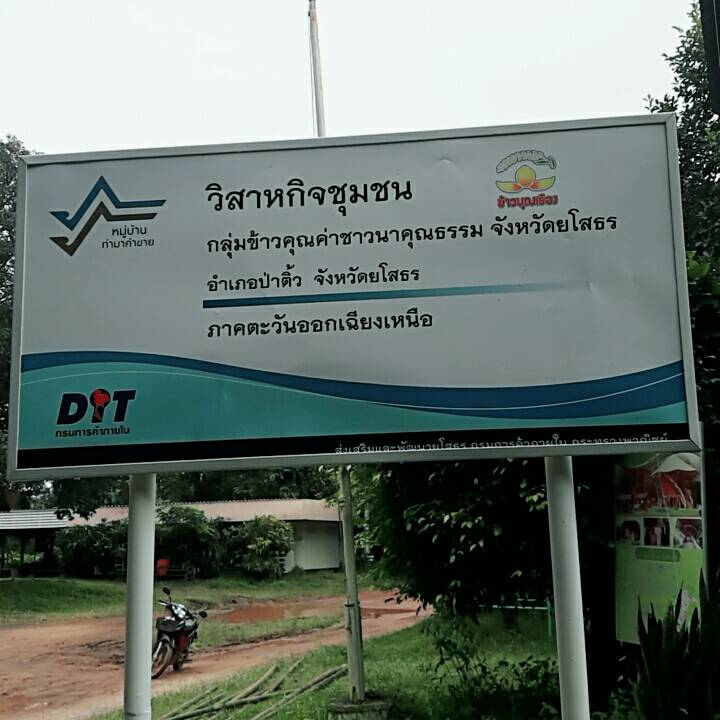 วิสาหกิจชุมชน
กลุ่มข้าวคุณค่าชาวนาคุณธรรม จังหวัดยโสธร
อำเภอป่าติ้ว จังหวัดยโสธร
ภาคตะวันออกเฉียงเหนือ
หมู่บ้าน
ทำมาค้าขาย
ข้าวบุญเรือง
DIT
กรมการค้าภายใน
ส่งเสริมและพัฒนายโสธร กรมการค้าภายใน กระทรวงพาณิชย์